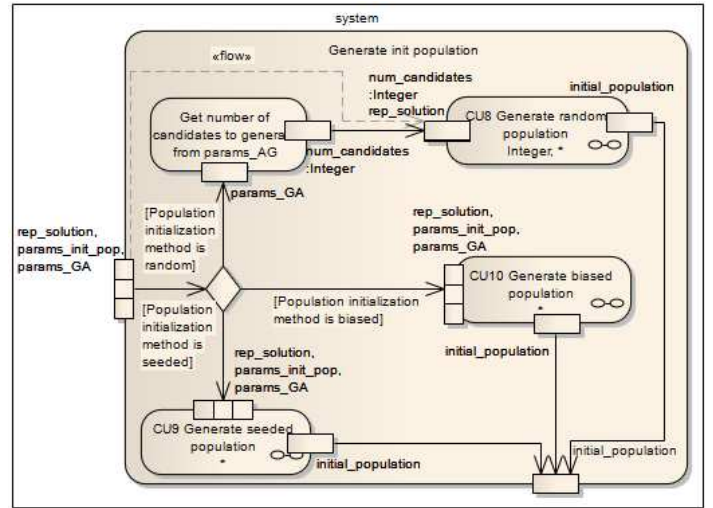 system
Generate init population
«flow»
num_candidates
:Integer
rep_solution
initial_population
Get number of
candidates to genera
from params_AG
CU8 Generate random
population
Integer, *
num_candidates
:Integer
params_GA
[Population
initialization
method is
random]
rep_solution,
params_init_pop,
params_GA
rep_solution,
params_init_pop,
params_GA
CU10 Generate biased
population
*
[Population initialization
method is biased]
[Population
initialization
method is
seeded]
initial_population
rep_solution,
params_init_pop,
params_GA
CU9 Generate seeded
population
*
initial_population
initial_population